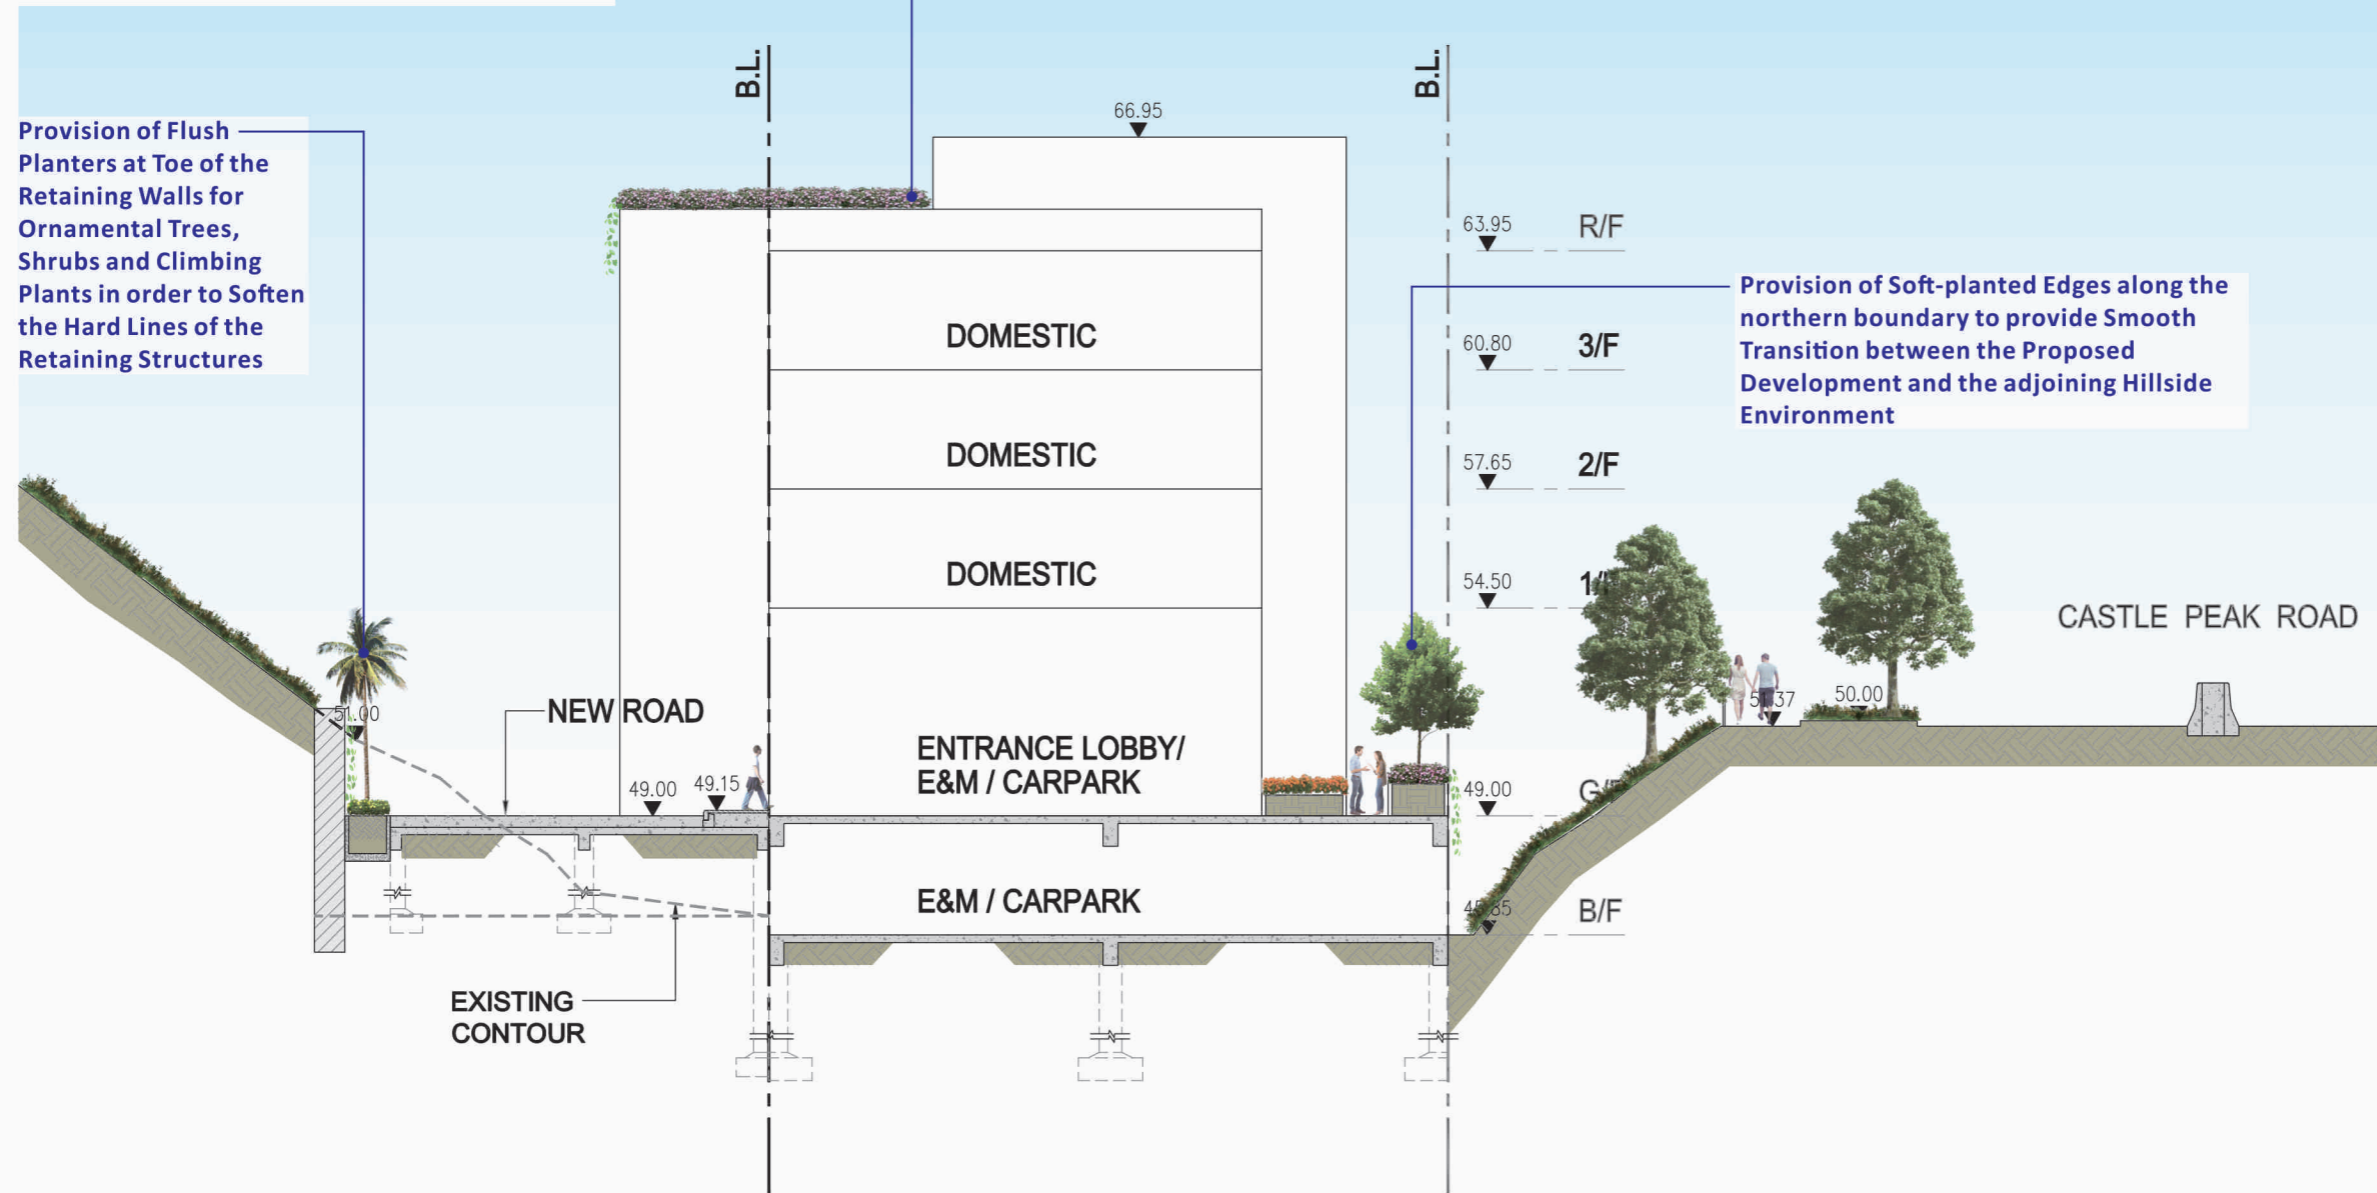 B.L.
B.L.
66.95
Provision of Flush
Planters at Toe of the
Retaining Walls for
Ornamental Trees,
Shrubs and Climbing
Plants in order to Soften
the Hard Lines of the
Retaining Structures
63.95 R/F
Provision of Soft-planted Edges along the
northern boundary to provide Smooth
Transition between the Proposed
Development and the adjoining Hillside
Environment
DOMESTIC
60.80 3/F
DOMESTIC
57.65 2/F
DOMESTIC
54.50
CASTLE PEAK ROAD
51.00
NEW ROAD
50.00
ENTRANCE LOBBY/
E&M / CARPARK
49.00
49.15
49.00
E&M / CARPARK
B/F
EXISTING
CONTOUR